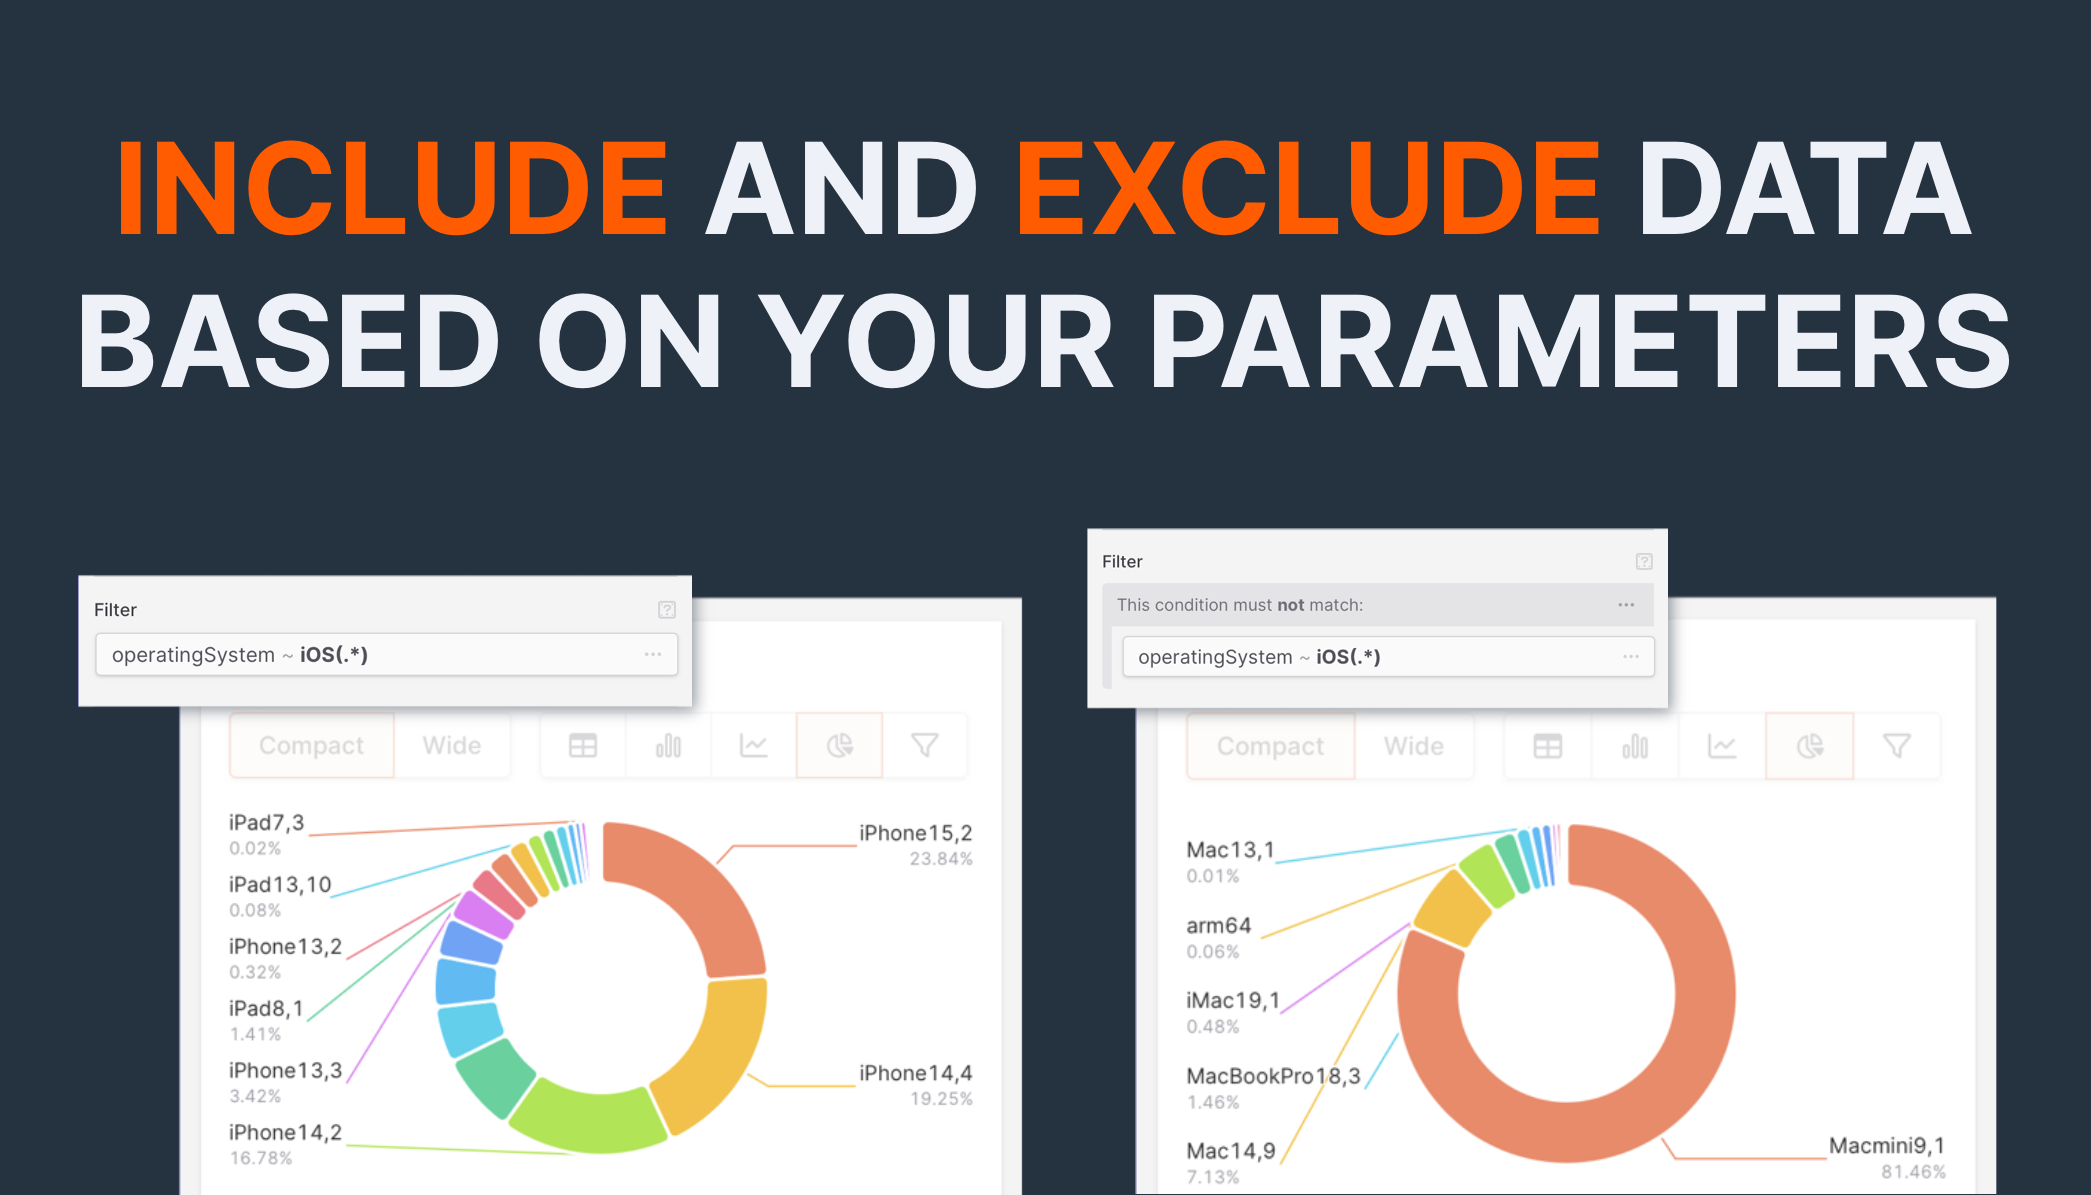 INCLUDE AND EXCLUDE DATA
BASED ON YOUR PARAMETERS
Filter
?
operatingSystem ~ iOS(.*)
Compact
Wide
iPad7,3
0.02%
iPad13,10
0.08%
iPhone13,2
0.32%
iPad8,1
1.41%
iPhone13,3
3.42%
iPhone14,2
16.78%
iPhone15,2
23.84%
iPhone14,4
19.25%
Filter
?
This condition must not match:
operatingSystem ~ iOS(.*)
Compact
Wide
Mac13,1
0.01%
arm64
0.06%
iMac19,1
0.48%
MacBookPro18,3
1.46%
Mac14,9
7.13%
Macmini9,1
81.46%